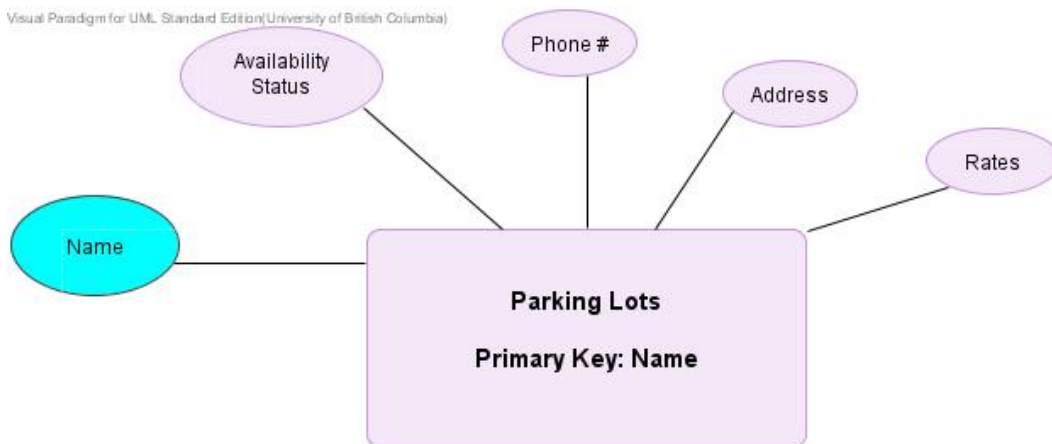 Visual Paradigm for UML Standard Edition(University of British Columbia)
Availability
Status
Phone #
Address
Rates
Name
Parking Lots
Primary Key: Name